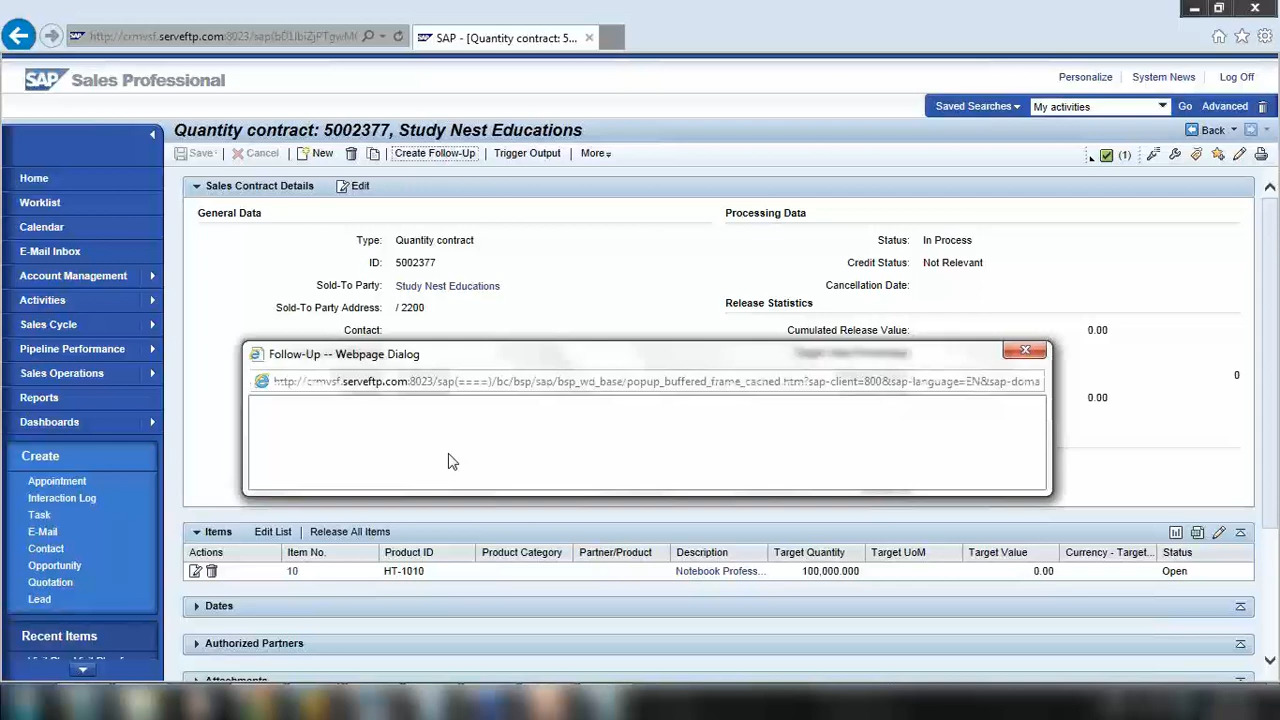 http://crmwsf.serveftp.com:8023/sap(bD1lbiZjPTgwM(
SAP - [Quantity contract: 5...
SAP Sales Professional
Personalize System News Log Off
Saved Searches My activities Go Advanced
Quantity contract: 5002377, Study Nest Educations
Back
Save Cancel New Create Follow-Up Trigger Output More
(1)
Home
Worklist
Calendar
E-Mail Inbox
Account Management
Activities
Sales Cycle
Pipeline Performance
Sales Operations
Reports
Dashboards
Create
Appointment
Interaction Log
Task
E-Mail
Contact
Opportunity
Quotation
Lead
Recent Items
Sales Contract Details Edit
General Data
Type: Quantity contract
ID: 5002377
Sold-To Party: Study Nest Educations
Sold-To Party Address: / 2200
Contact:
Processing Data
Status: In Process
Credit Status: Not Relevant
Cancellation Date:
Release Statistics
Cumulated Release Value: 0.00
0
0.00
Follow-Up -- Webpage Dialog
http://crmwsf.serveftp.com:8023/sap(====)/bc/bsp/sap/bsp_wd_base/popup_buffered_frame_cached.htm?sap-client=800&sap-language=EN&sap-doma
Items Edit List Release All Items
Actions Item No. Product ID Product Category Partner/Product Description Target Quantity Target UoM Target Value Currency - Target... Status
10 HT-1010 Notebook Profess... 100,000.000 0.00 Open
Dates
Authorized Partners
Attachments